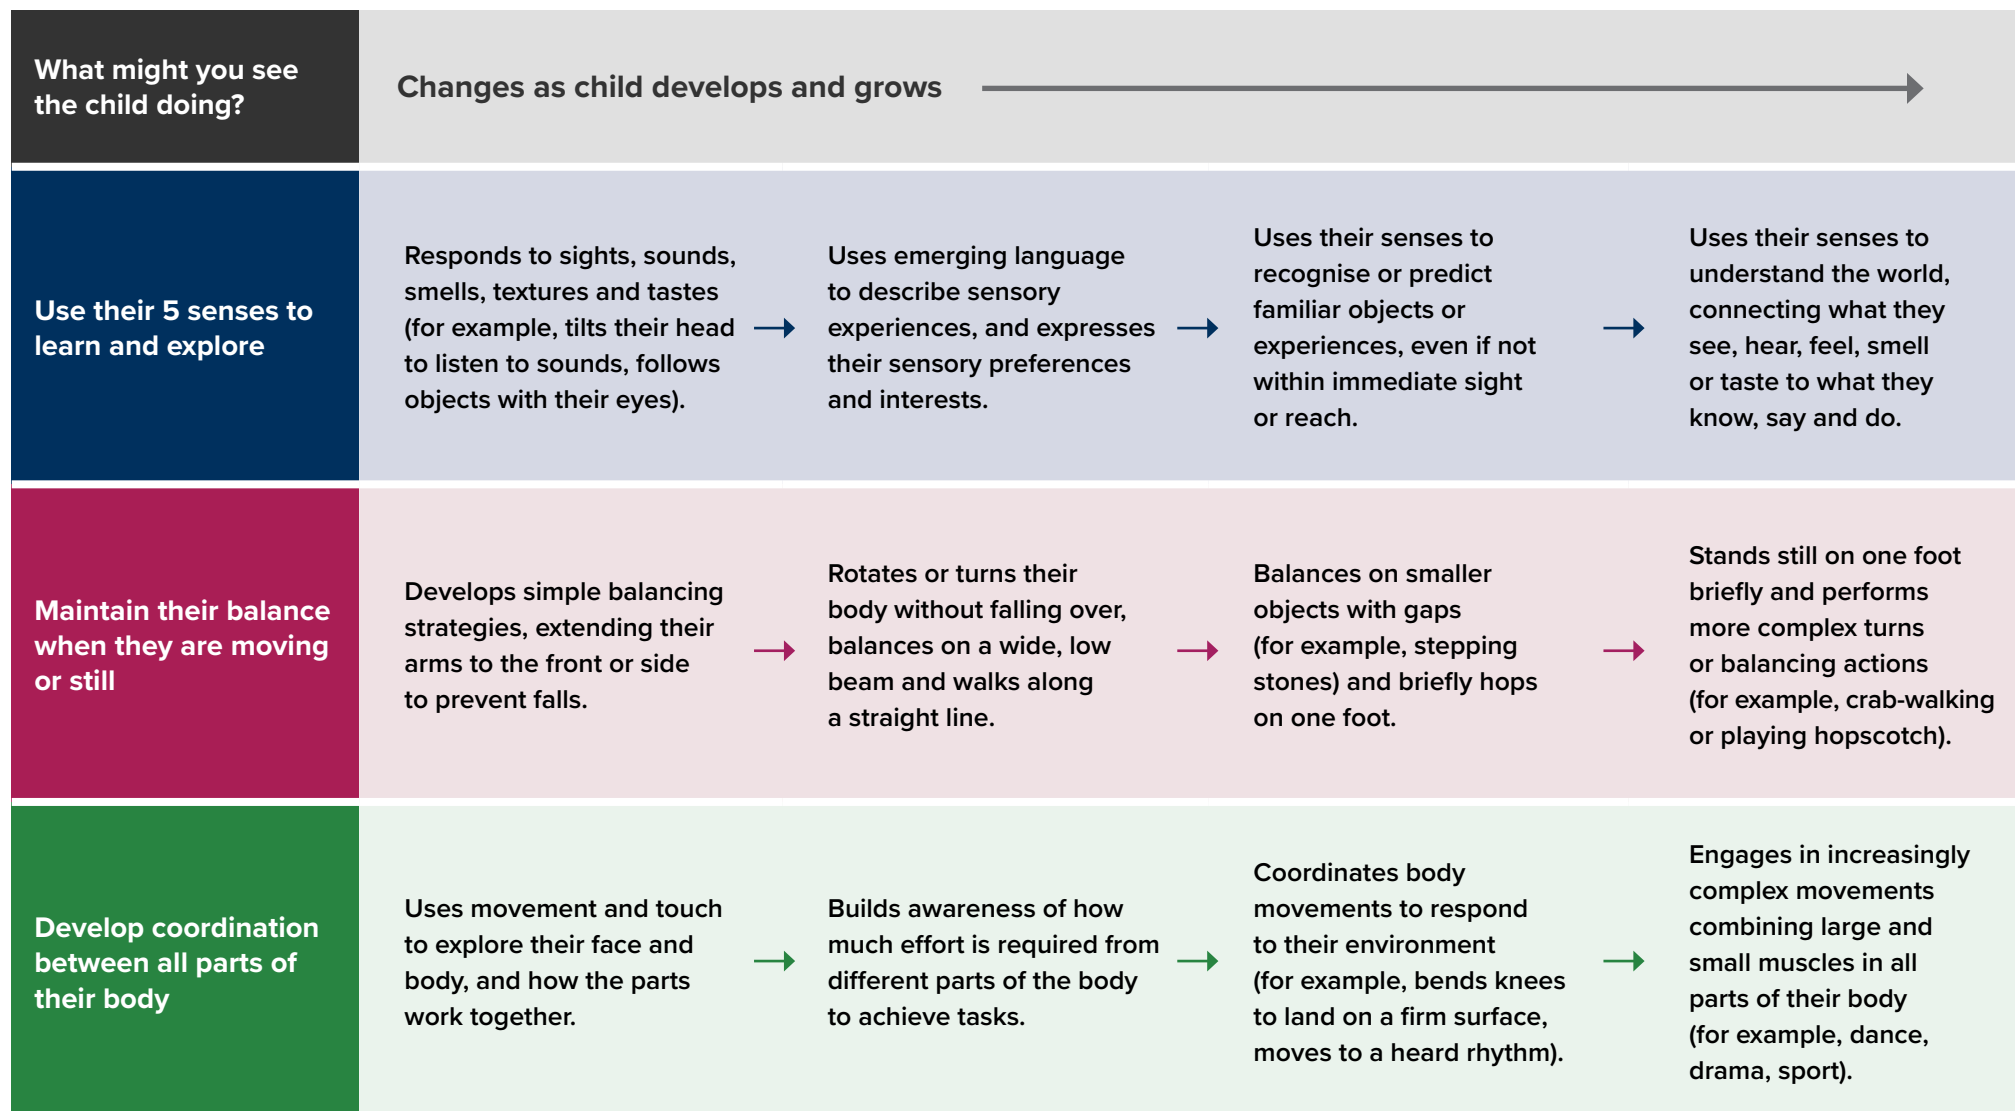 What might you see
the child doing?
Changes as child develops and grows
Use their 5 senses to
learn and explore
Responds to sights, sounds,
smells, textures and tastes
(for example, tilts their head
to listen to sounds, follows
objects with their eyes).
Uses emerging language
to describe sensory
experiences, and expresses
their sensory preferences
and interests.
Uses their senses to
recognise or predict
familiar objects or
experiences, even if not
within immediate sight
or reach.
Uses their senses to
understand the world,
connecting what they
see, hear, feel, smell
or taste to what they
know, say and do.
Maintain their balance
when they are moving
or still
Develops simple balancing
strategies, extending their
arms to the front or side
to prevent falls.
Rotates or turns their
body without falling over,
balances on a wide, low
beam and walks along
a straight line.
Balances on smaller
objects with gaps
(for example, stepping
stones) and briefly hops
on one foot.
Stands still on one foot
briefly and performs
more complex turns
or balancing actions
(for example, crab-walking
or playing hopscotch).
Develop coordination
between all parts of
their body
Uses movement and touch
to explore their face and
body, and how the parts
work together.
Builds awareness of how
much effort is required from
different parts of the body
to achieve tasks.
Coordinates body
movements to respond
to their environment
(for example, bends knees
to land on a firm surface,
moves to a heard rhythm).
Engages in increasingly
complex movements
combining large and
small muscles in all
parts of their body
(for example, dance,
drama, sport).